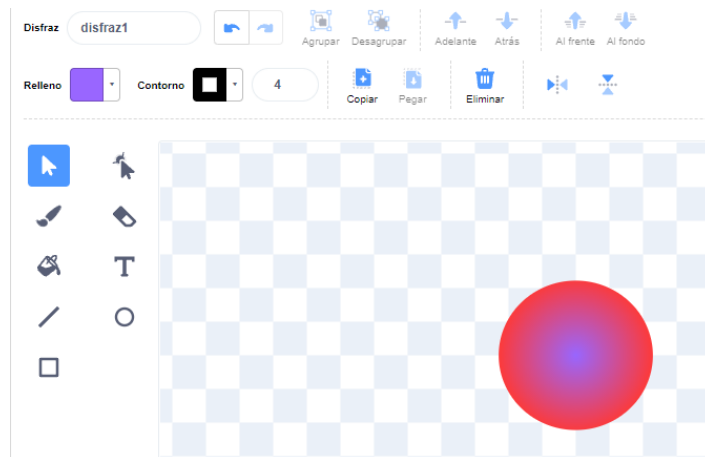 Disfraz disfraz1
Agrupar Desagrupar Adelante Atrás Al frente Al fondo
Relleno Contorno 4
Copiar Pegar Eliminar
T